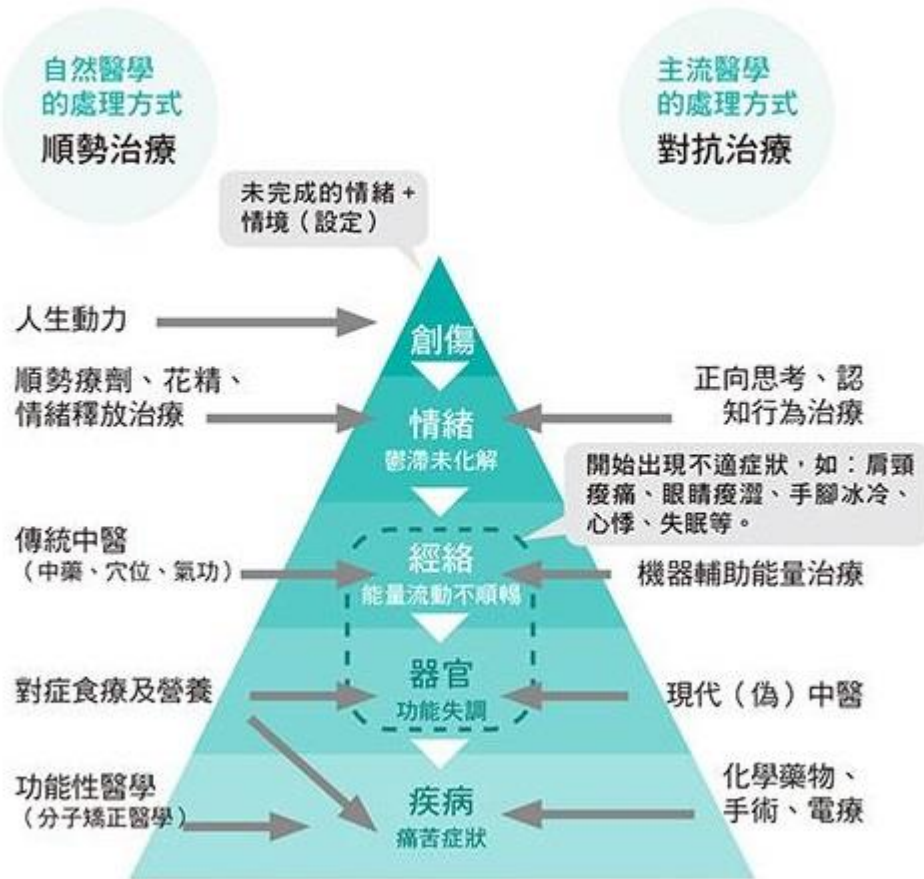 自然醫學
的處理方式
順勢治療
主流醫學
的處理方式
對抗治療
未完成的情緒+
情境(設定)
人生動力
創傷
順勢療劑、花精、
情緒釋放治療
情緒
鬱滯未化解
正向思考、認
知行為治療
開始出現不適症狀,如:肩頸
痠痛、眼睛痠澀、手腳冰冷、
心悸、失眠等。
傳統中醫
(中藥、穴位、氣功)
經絡
能量流動不順暢
機器輔助能量治療
對症食療及營養
器官
功能失調
現代(偽)中醫
功能性醫學
(分子矯正醫學)
疾病
痛苦症狀
化學藥物、
手術、電療